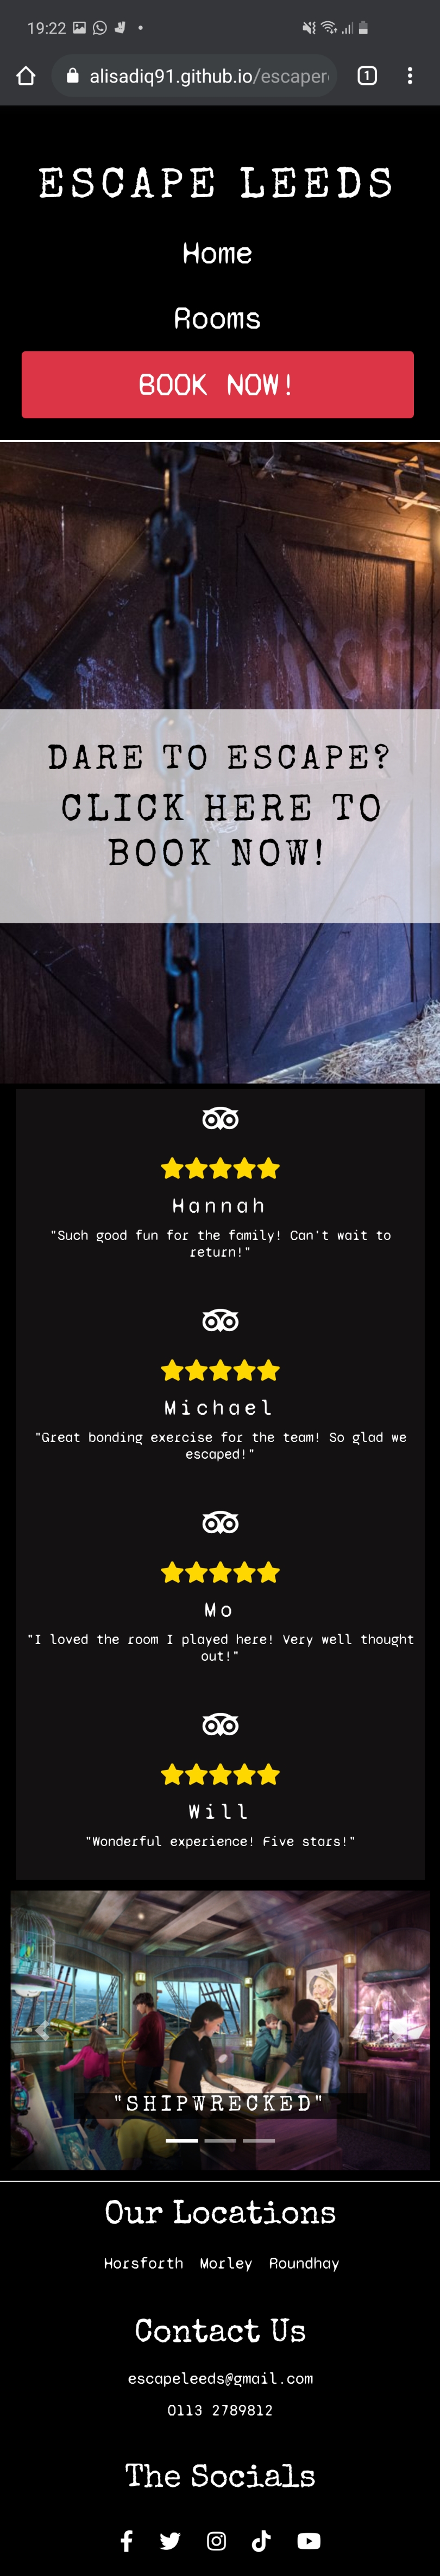 19:22
alisadiq91.github.io/escaper
1
ESCAPE LEEDS
Home
Rooms
BOOK NOW!
DARE TO ESCAPE?
CLICK HERE TO
BOOK NOW!
Hannah
"Such good fun for the family! Can't wait to
return!"
Michael
"Great bonding exercise for the team! So glad we
escaped!"
Mo
"I loved the room I played here! Very well thought
out!"
Will
"Wonderful experience! Five stars!"
"SHIPWRECKED"
Our Locations
Horsforth Morley Roundhay
Contact Us
escapeleeds@gmail.com
0113 2789812
The Socials